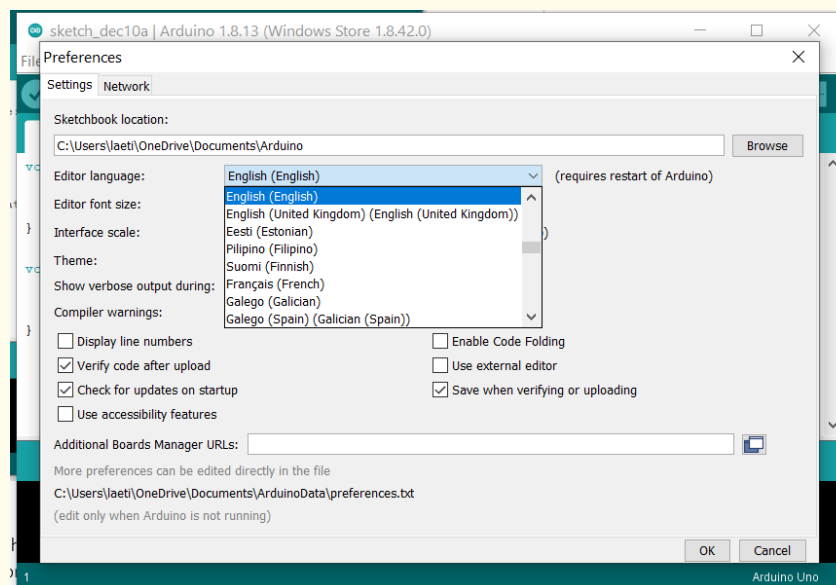 sketch_dec10a | Arduino 1.8.13 (Windows Store 1.8.42.0)
File
Preferences
Settings Network
Sketchbook location:
C:\Users\laeti\OneDrive\Documents\Arduino Browse
Editor language: English (English) (requires restart of Arduino)
English (English)
Editor font size:
English (United Kingdom) (English (United Kingdom))
Interface scale: Eesti (Estonian) )
Pilipino (Filipino)
Theme:
Suomi (Finnish)
Show verbose output during: Français (French)
Galego (Galician)
Compiler warnings: Galego (Spain) (Galician (Spain))
Display line numbers Enable Code Folding
Verify code after upload Use external editor
Check for updates on startup Save when verifying or uploading
Use accessibility features
Additional Boards Manager URLs:
More preferences can be edited directly in the file
C:\Users\laeti\OneDrive\Documents\ArduinoData\preferences.txt
(edit only when Arduino is not running)
OK Cancel
1 Arduino Uno